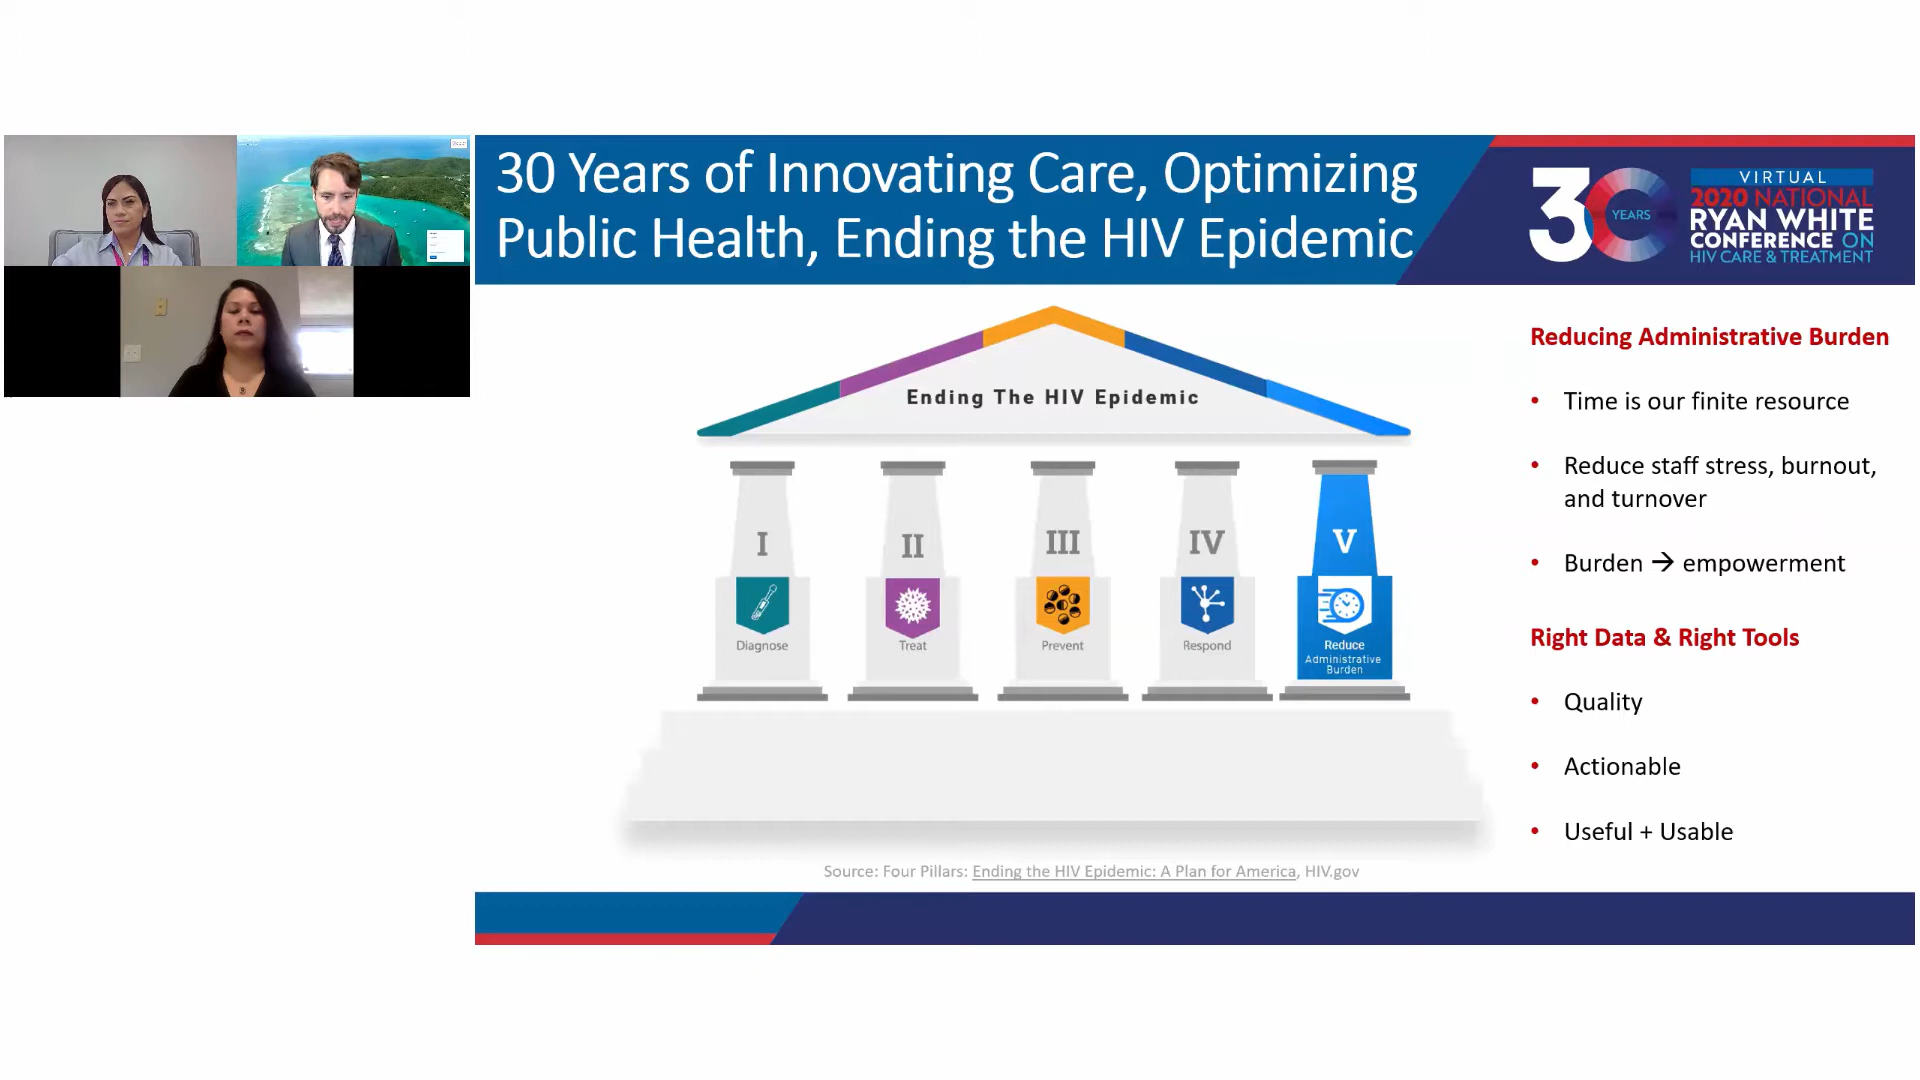 30 Years of Innovating Care, Optimizing
Public Health, Ending the HIV Epidemic
30
YEARS
VIRTUAL
2020 NATIONAL
RYAN WHITE
CONFERENCE ON
HIV CARE & TREATMENT
Ending The HIV Epidemic
I
Diagnose
II
Treat
III
Prevent
IV
Respond
V
Reduce
Administrative
Burden
Source: Four Pillars: Ending the HIV Epidemic: A Plan for America, HIV.gov
Reducing Administrative Burden
• Time is our finite resource
• Reduce staff stress, burnout,
and turnover
• Burden → empowerment
Right Data & Right Tools
• Quality
• Actionable
• Useful + Usable